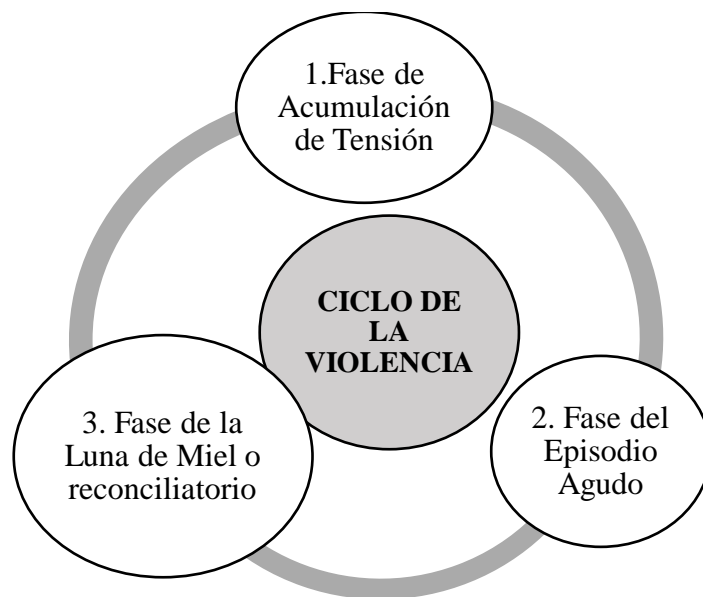 1.Fase de
Acumulación
de Tensión
CICLO DE
LA
VIOLENCIA
2. Fase del
Episodio
Agudo
3. Fase de la
Luna de Miel o
reconciliatorio